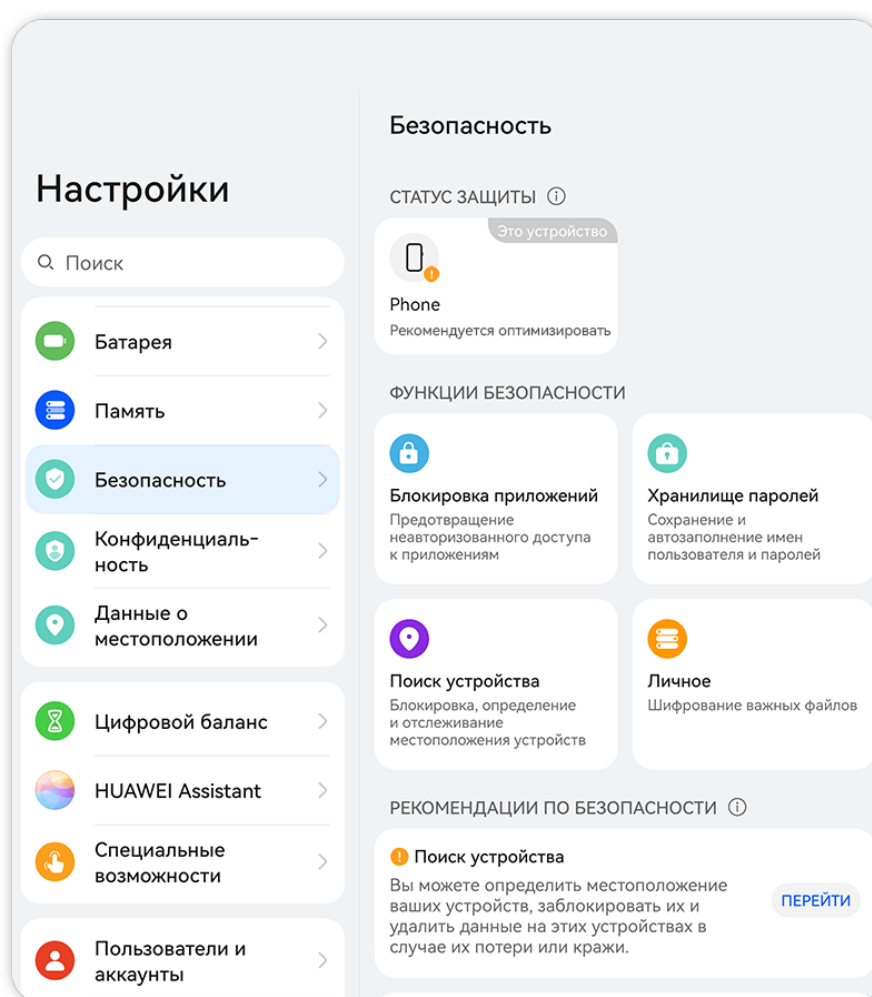 Настройки
Поиск
Батарея
Память
Безопасность
Конфиденциаль-
ность
Данные о
местоположении
Цифровой баланс
HUAWEI Assistant
Специальные
возможности
Пользователи и
аккаунты
Безопасность
СТАТУС ЗАЩИТЫ
Это устройство
Phone
Рекомендуется оптимизировать
ФУНКЦИИ БЕЗОПАСНОСТИ
Блокировка приложений
Предотвращение
неавторизованного доступа
к приложениям
Хранилище паролей
Сохранение и
автозаполнение имен
пользователя и паролей
Поиск устройства
Блокировка, определение
и отслеживание
местоположения устройств
Личное
Шифрование важных файлов
РЕКОМЕНДАЦИИ ПО БЕЗОПАСНОСТИ
Поиск устройства
Вы можете определить местоположение
ваших устройств, заблокировать их и
удалить данные на этих устройствах в
случае их потери или кражи.
ПЕРЕЙТИ